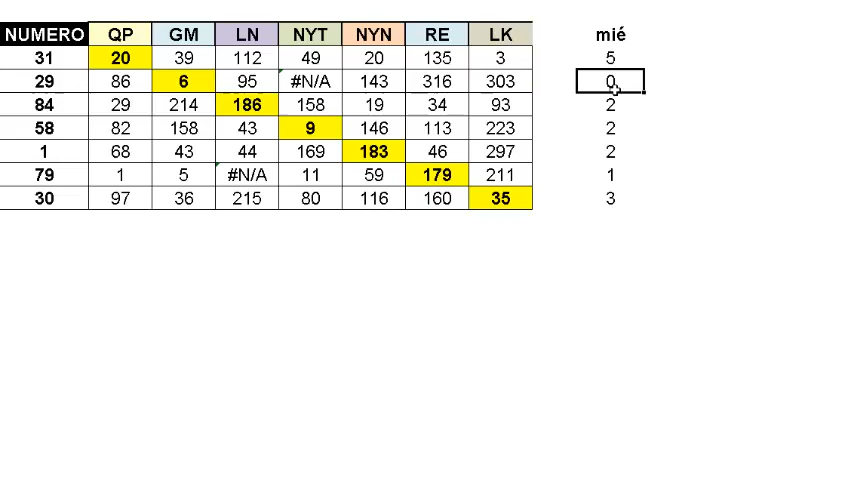 NUMERO QP GM LN NYT NYN RE LK mié
31 20 39 112 49 20 135 3 5
29 86 6 95 #N/A 143 316 303 0
84 29 214 186 158 19 34 93 2
58 82 158 43 9 146 113 223 2
1 68 43 44 169 183 46 297 2
79 1 5 #N/A 11 59 179 211 1
30 97 36 215 80 116 160 35 3